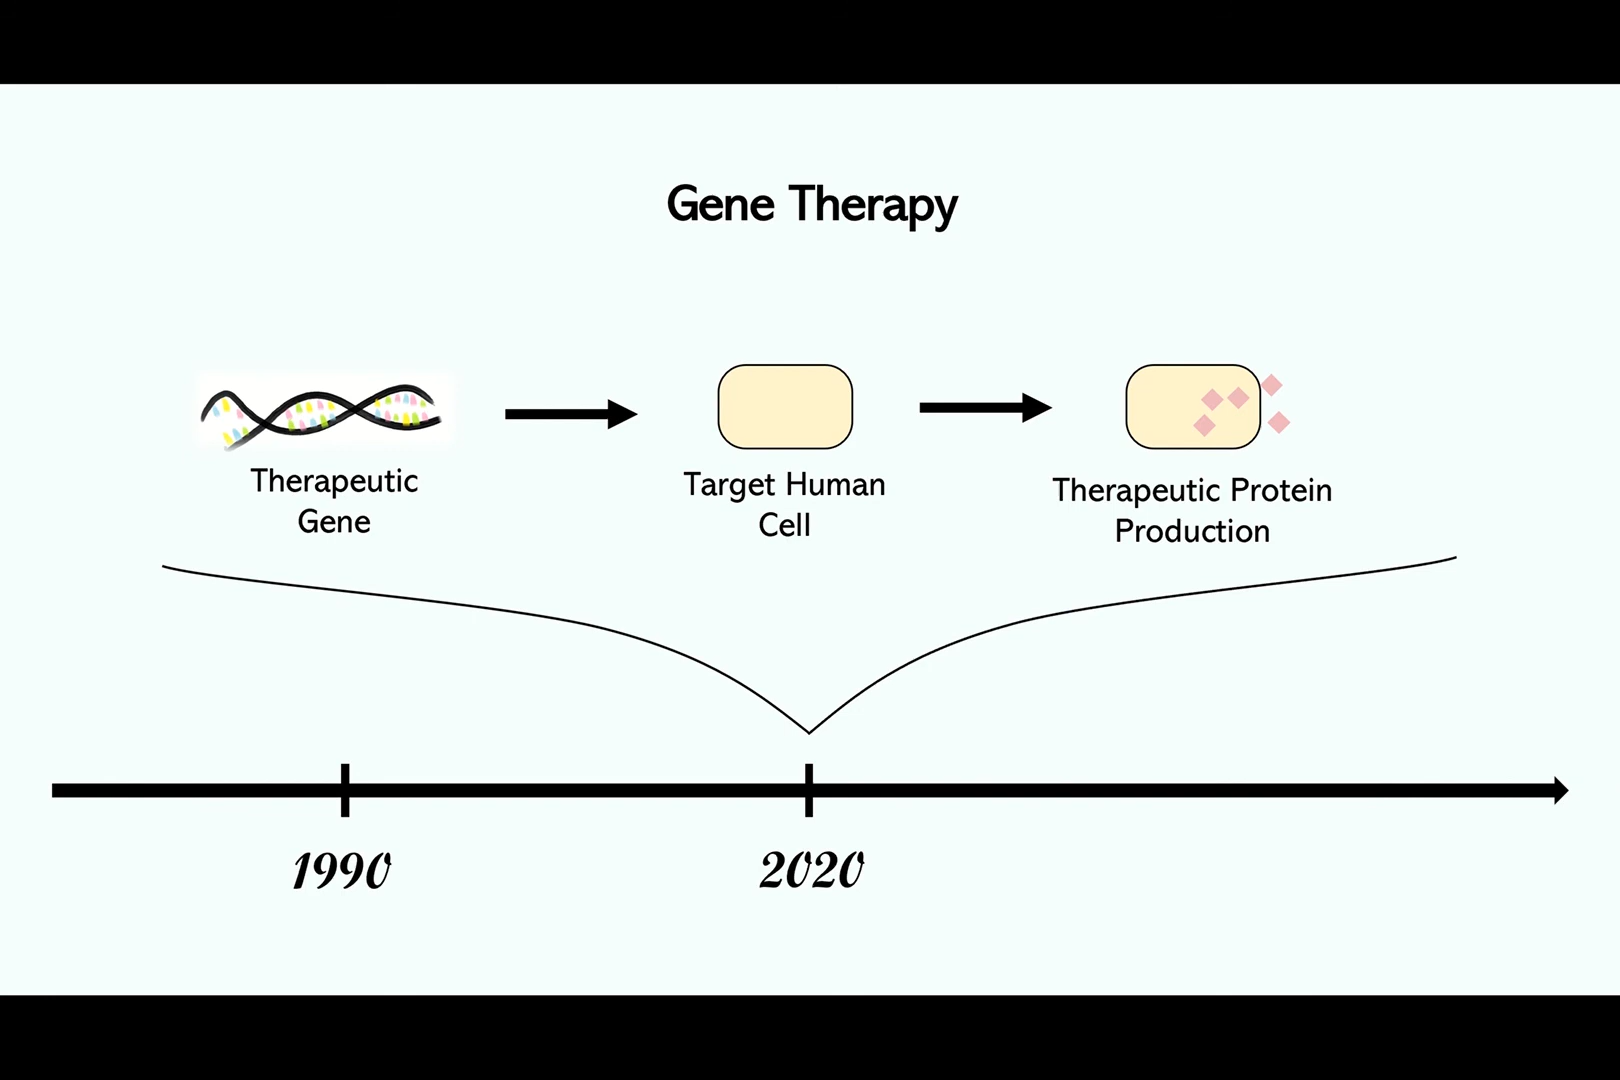 Gene Therapy
Therapeutic
Gene
Target Human
Cell
Therapeutic Protein
Production
1990
2020